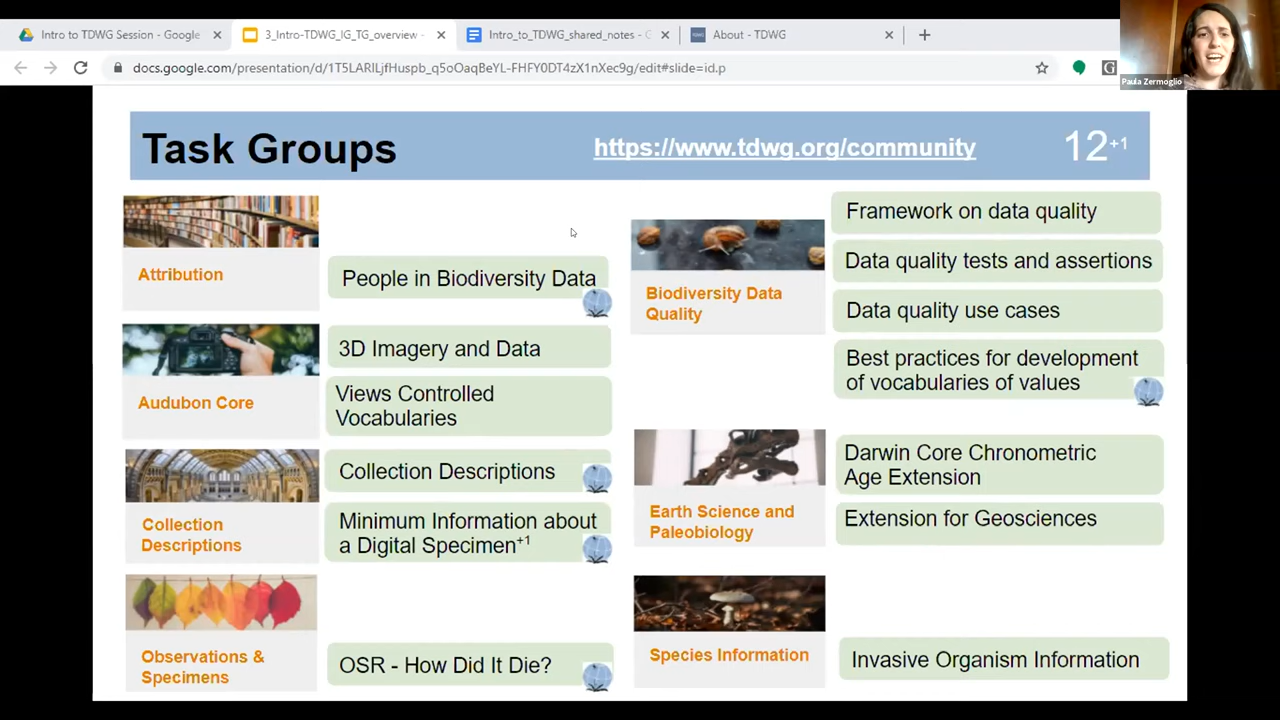 Intro to TDWG Session - Google
3_Intro-TDWG_IG_TG_overview -
Intro_to_TDWG_shared_notes - G
About - TDWG
docs.google.com/presentation/d/1T5LARlLjfHuspb_q5oOaqBeYL-FHFY0DT4zX1nXec9g/edit#slide=id.p
Paula Zermoglio
Task Groups
https://www.tdwg.org/community
12+1
Attribution
People in Biodiversity Data
Audubon Core
3D Imagery and Data
Views Controlled
Vocabularies
Collection
Descriptions
Collection Descriptions
Minimum Information about
a Digital Specimen+1
Observations &
Specimens
OSR - How Did It Die?
Biodiversity Data
Quality
Framework on data quality
Data quality tests and assertions
Data quality use cases
Best practices for development
of vocabularies of values
Earth Science and
Paleobiology
Darwin Core Chronometric
Age Extension
Extension for Geosciences
Species Information
Invasive Organism Information